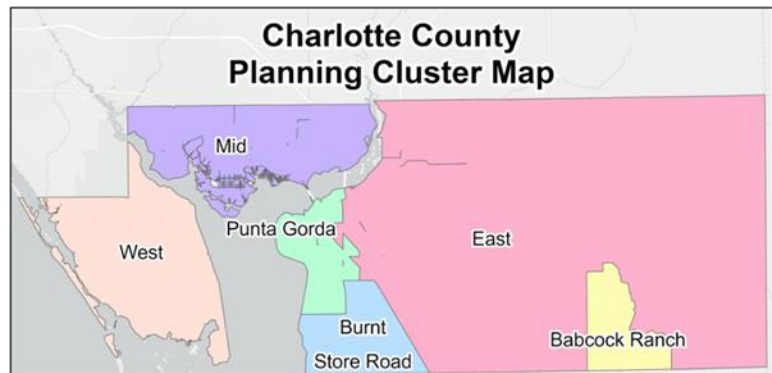 Charlotte County
Planning Cluster Map
Mid
Punta Gorda
West
East
Burnt
Store Road
Babcock Ranch